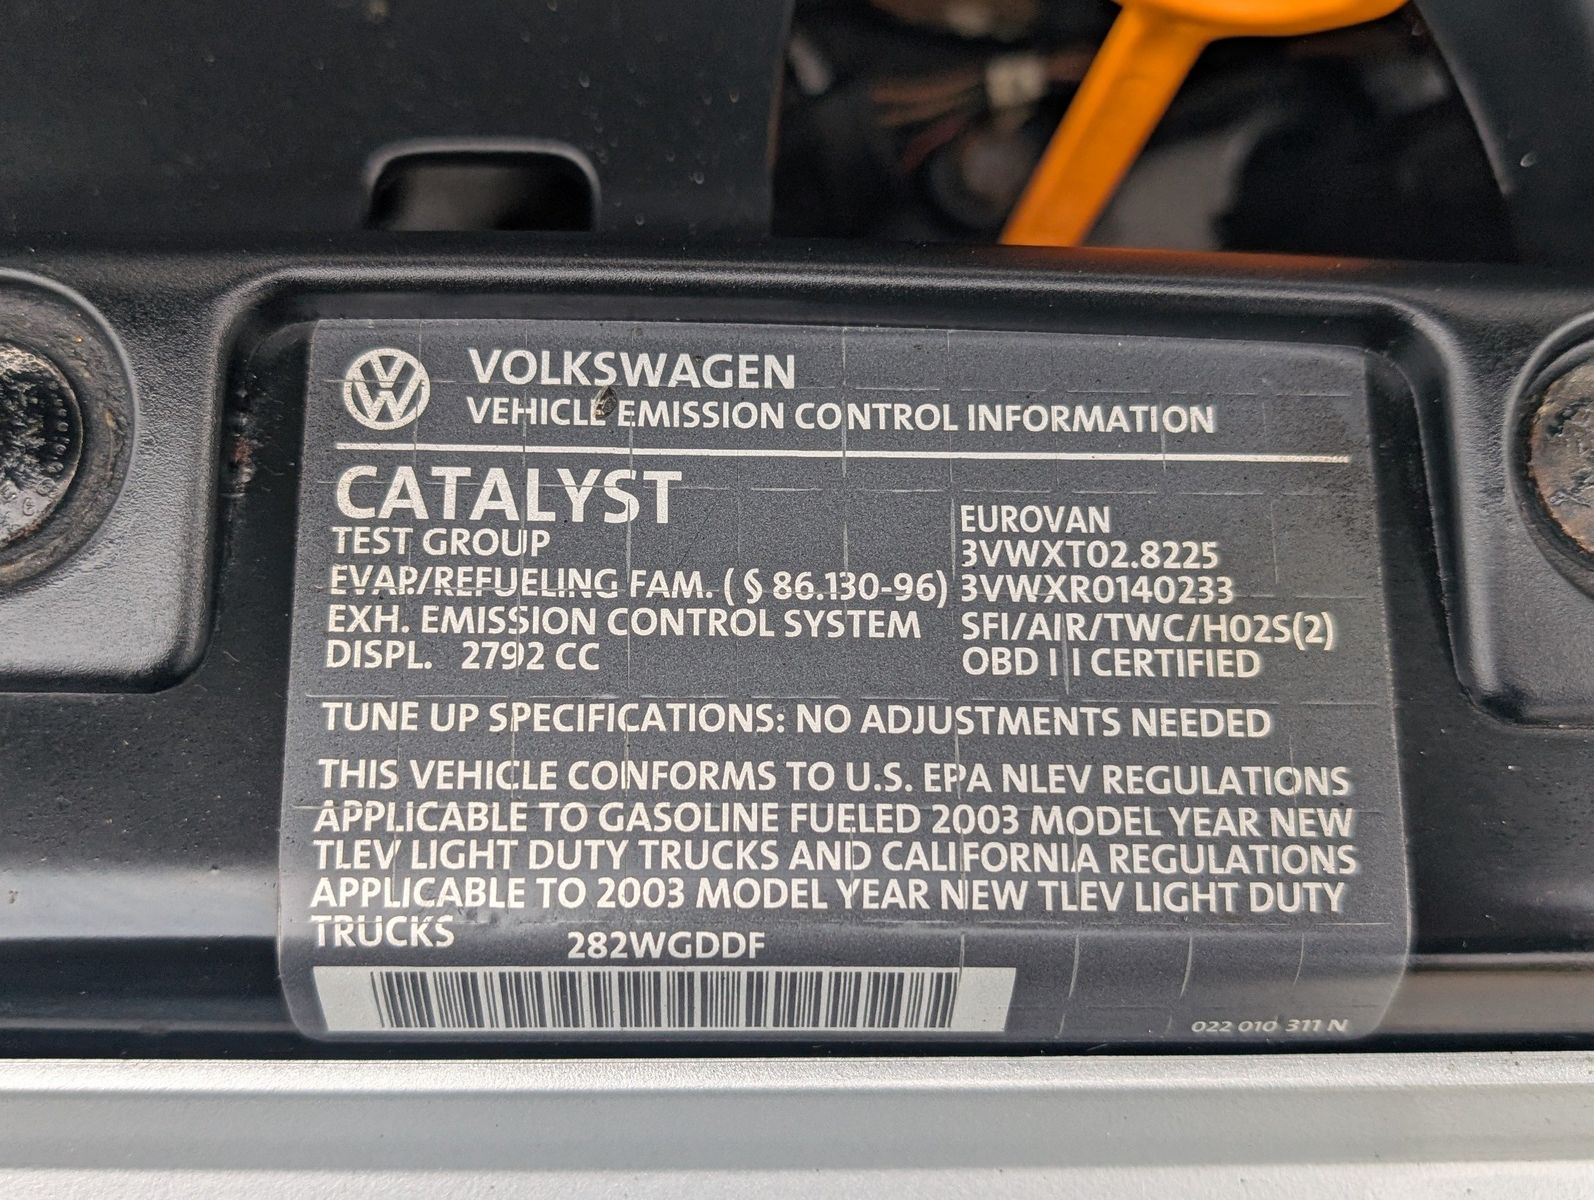 VOLKSWAGEN
VEHICLE EMISSION CONTROL INFORMATION
CATALYST
EUROVAN
TEST GROUP 3VWXT02.8225
EVAP./REFUELING FAM. (§ 86.130-96) 3VWXR0140233
EXH. EMISSION CONTROL SYSTEM SFI/AIR/TWC/H02S(2)
DISPL. 2792 CC OBD II CERTIFIED
TUNE UP SPECIFICATIONS: NO ADJUSTMENTS NEEDED
THIS VEHICLE CONFORMS TO U.S. EPA NLEV REGULATIONS
APPLICABLE TO GASOLINE FUELED 2003 MODEL YEAR NEW
TLEV LIGHT DUTY TRUCKS AND CALIFORNIA REGULATIONS
APPLICABLE TO 2003 MODEL YEAR NEW TLEV LIGHT DUTY
TRUCKS 282WGDDF
022 010 311 N